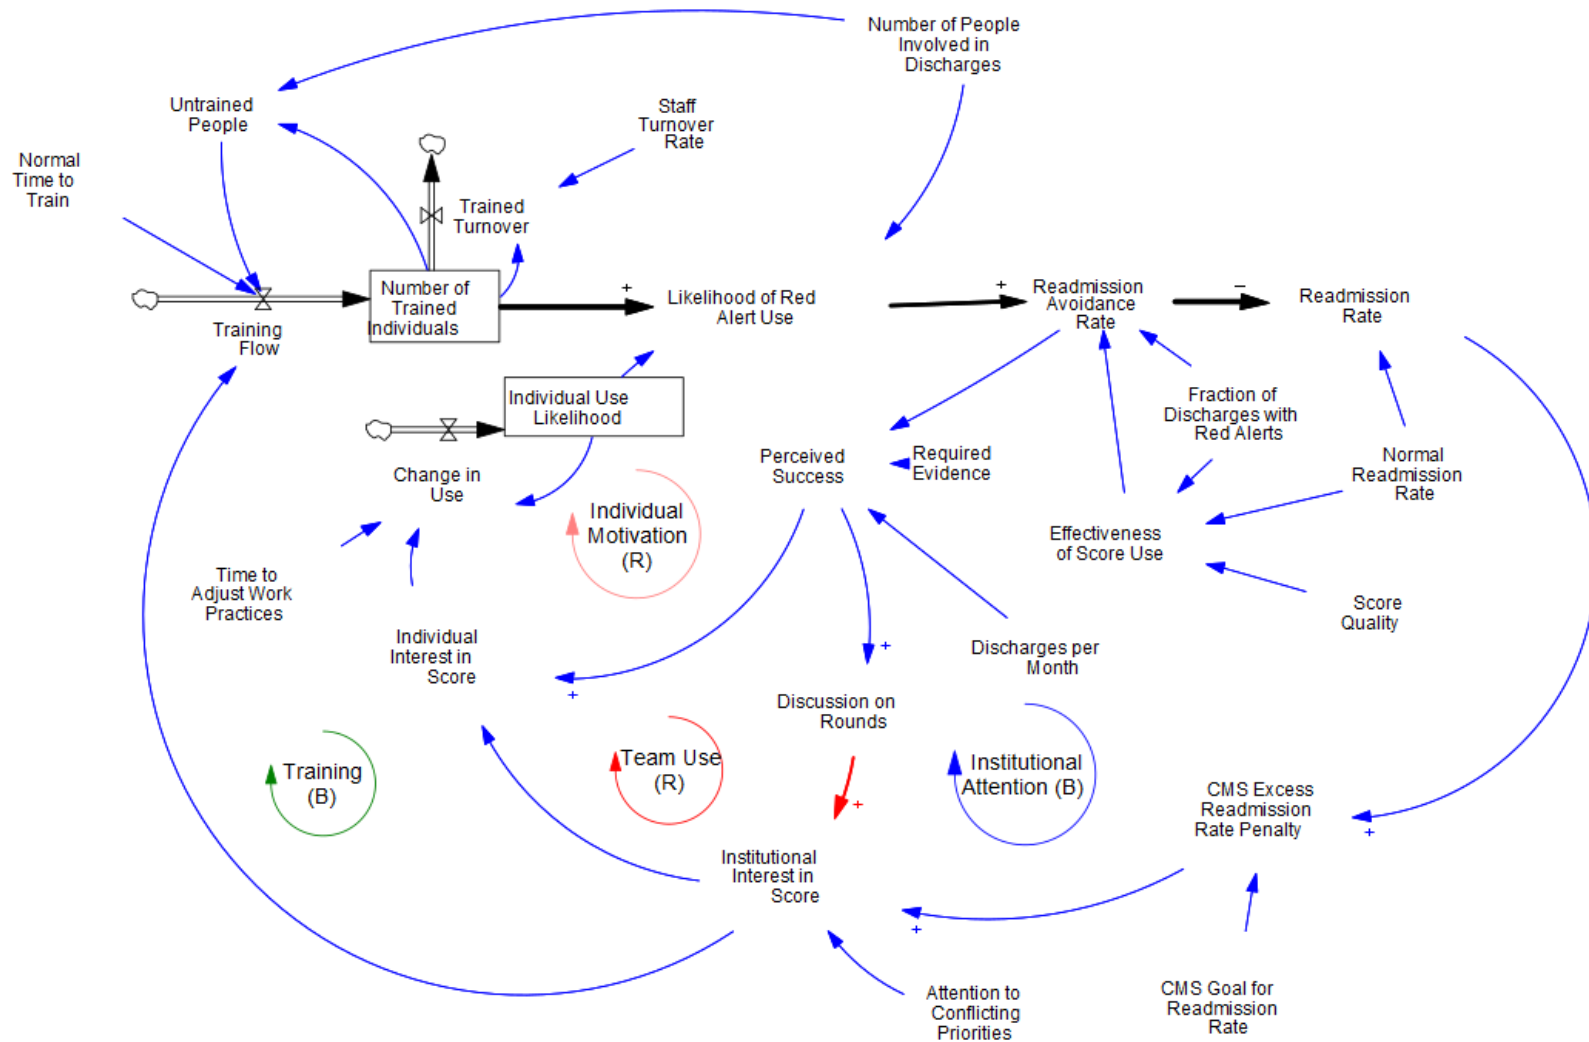 Number of People
Involved in
Discharges
Untrained
People
Staff
Turnover
Rate
Normal
Time to
Train
Trained
Turnover
Number of
Trained
Individuals
+
Likelihood of Red
Alert Use
+
Readmission
Avoidance
Rate
–
Readmission
Rate
Training
Flow
Individual Use
Likelihood
Fraction of
Discharges with
Red Alerts
Perceived
Success
Required
Evidence
Normal
Readmission
Rate
Change in
Use
Individual
Motivation
(R)
Effectiveness
of Score Use
Time to
Adjust Work
Practices
Score
Quality
Individual
Interest in
Score
+
+
Discharges per
Month
Discussion on
Rounds
Training
(B)
Team Use
(R)
Institutional
Attention (B)
+
CMS Excess
Readmission
Rate Penalty
+
Institutional
Interest in
Score
+
Attention to
Conflicting
Priorities
CMS Goal for
Readmission
Rate